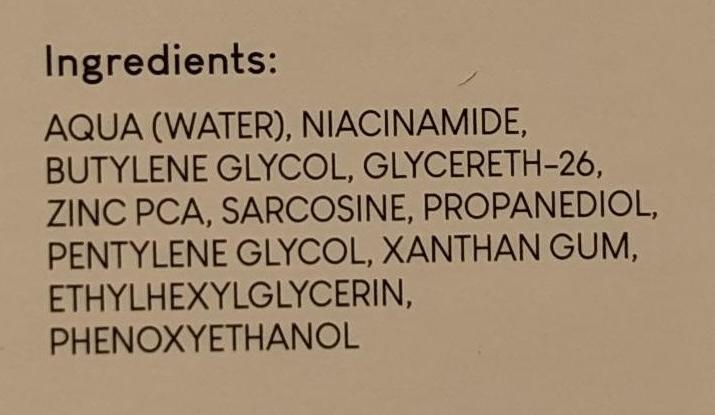 Ingredients:
AQUA (WATER), NIACINAMIDE,
BUTYLENE GLYCOL, GLYCERETH-26,
ZINC PCA, SARCOSINE, PROPANEDIOL,
PENTYLENE GLYCOL, XANTHAN GUM,
ETHYLHEXYLGLYCERIN,
PHENOXYETHANOL